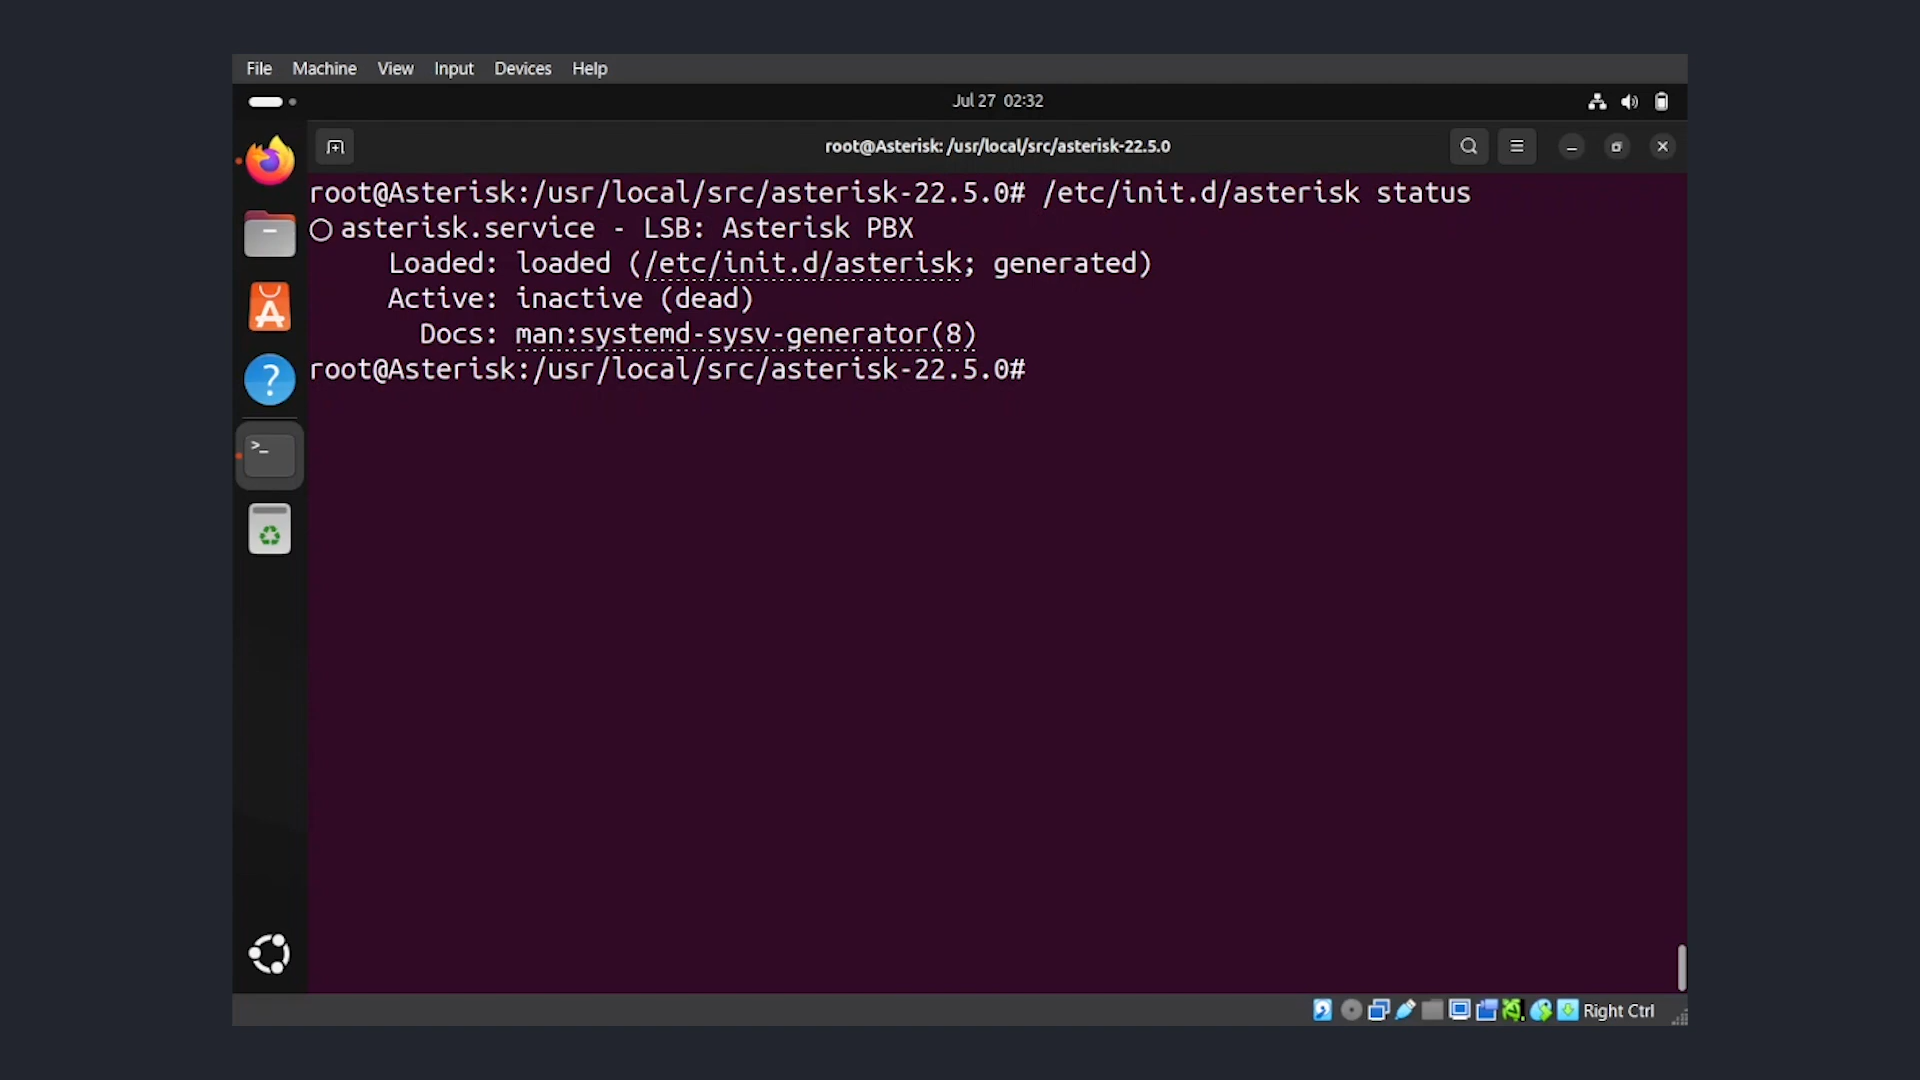 File Machine View Input Devices Help
Jul 27 02:32
root@Asterisk: /usr/local/src/asterisk-22.5.0
root@Asterisk:/usr/local/src/asterisk-22.5.0# /etc/init.d/asterisk status
○ asterisk.service - LSB: Asterisk PBX
Loaded: loaded (/etc/init.d/asterisk; generated)
Active: inactive (dead)
Docs: man:systemd-sysv-generator(8)
root@Asterisk:/usr/local/src/asterisk-22.5.0#
Right Ctrl